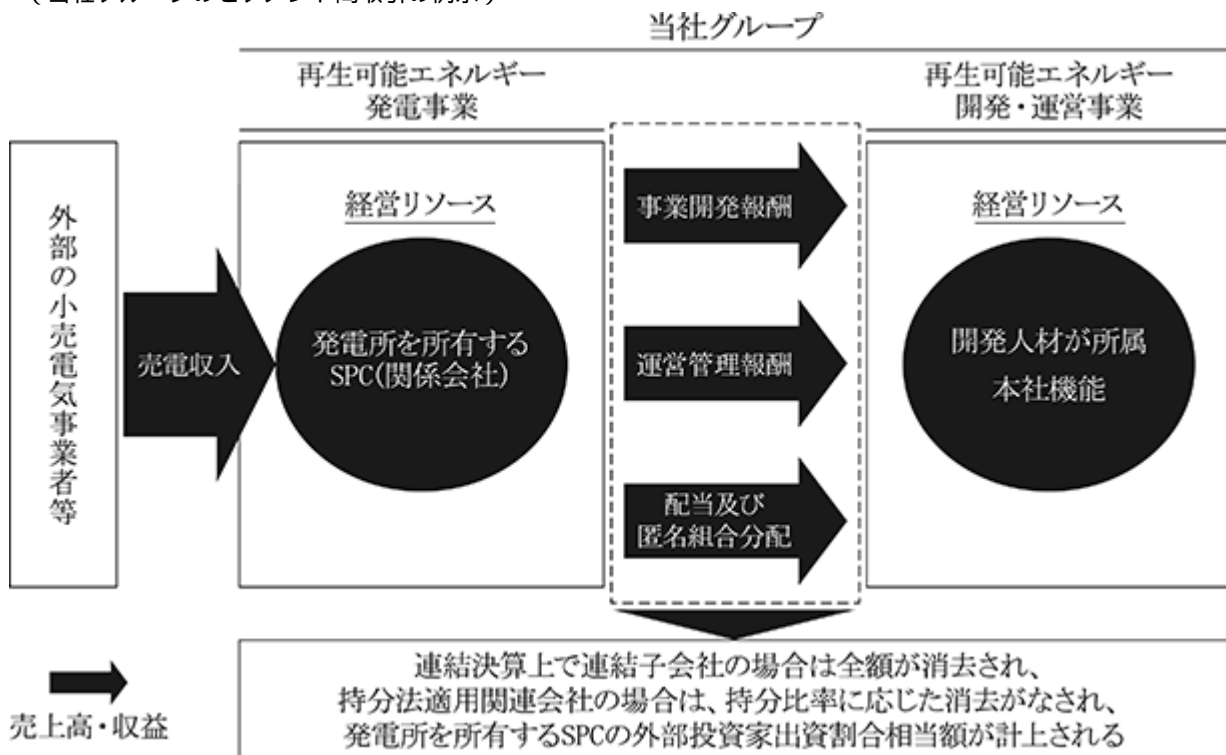 (当社グループのセグメント間取引の例示)
当社グループ
再生可能エネルギー
発電事業
再生可能エネルギー
開発・運営事業
外部の小売電気事業者等
売電収入
経営リソース
発電所を所有する
SPC(関係会社)
事業開発報酬
運営管理報酬
配当及び
匿名組合分配
経営リソース
開発人材が所属
本社機能
売上高・収益
連結決算上で連結子会社の場合は全額が消去され、
持分法適用関連会社の場合は、持分比率に応じた消去がなされ、
発電所を所有するSPCの外部投資家出資割合相当額が計上される